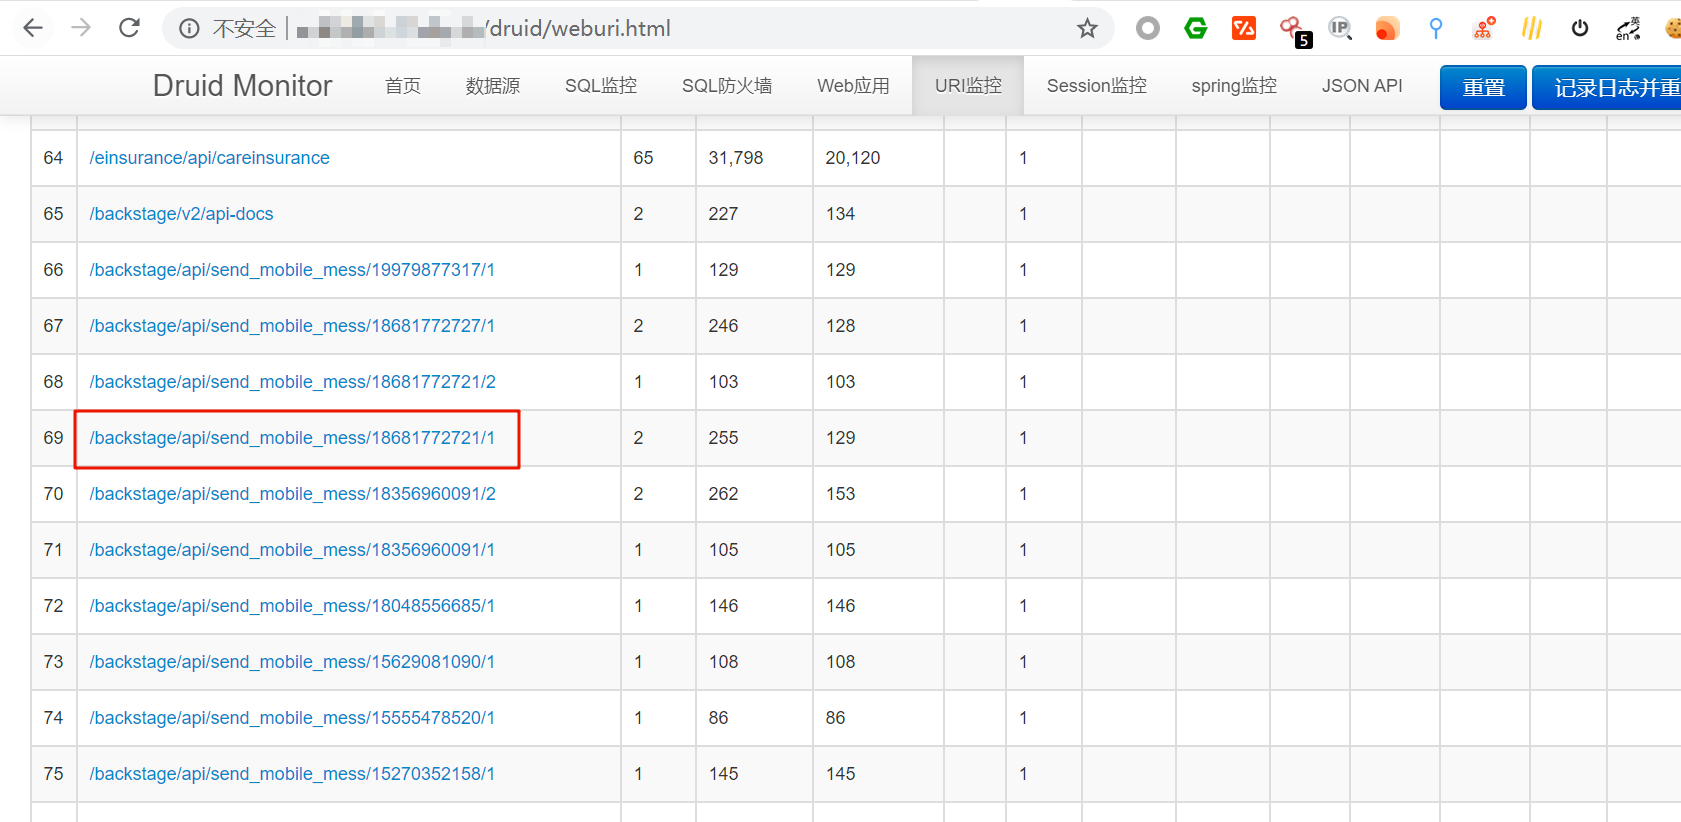 不安全 /druid/weburi.html
5 IP 英 en
Druid Monitor 首页 数据源 SQL监控 SQL防火墙 Web应用 URI监控 Session监控 spring监控 JSON API 重置 记录日志并重
64 /einsurance/api/careinsurance 65 31,798 20,120 1
65 /backstage/v2/api-docs 2 227 134 1
66 /backstage/api/send_mobile_mess/19979877317/1 1 129 129 1
67 /backstage/api/send_mobile_mess/18681772727/1 2 246 128 1
68 /backstage/api/send_mobile_mess/18681772721/2 1 103 103 1
69 /backstage/api/send_mobile_mess/18681772721/1 2 255 129 1
70 /backstage/api/send_mobile_mess/18356960091/2 2 262 153 1
71 /backstage/api/send_mobile_mess/18356960091/1 1 105 105 1
72 /backstage/api/send_mobile_mess/18048556685/1 1 146 146 1
73 /backstage/api/send_mobile_mess/15629081090/1 1 108 108 1
74 /backstage/api/send_mobile_mess/15555478520/1 1 86 86 1
75 /backstage/api/send_mobile_mess/15270352158/1 1 145 145 1